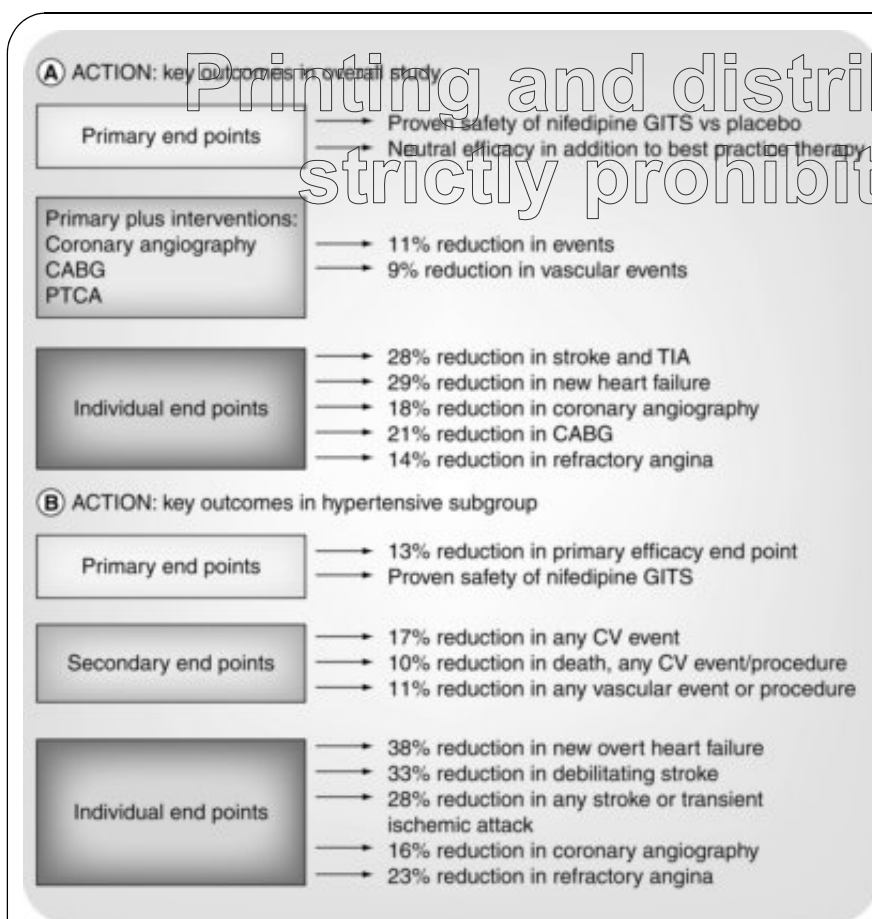 Printing and distri
strictly prohibit
A ACTION: key outcomes in overall study
Primary end points
Proven safety of nifedipine GITS vs placebo
Neutral efficacy in addition to best practice therapy
Primary plus interventions:
Coronary angiography
CABG
PTCA
11% reduction in events
9% reduction in vascular events
Individual end points
28% reduction in stroke and TIA
29% reduction in new heart failure
18% reduction in coronary angiography
21% reduction in CABG
14% reduction in refractory angina
B ACTION: key outcomes in hypertensive subgroup
Primary end points
13% reduction in primary efficacy end point
Proven safety of nifedipine GITS
Secondary end points
17% reduction in any CV event
10% reduction in death, any CV event/procedure
11% reduction in any vascular event or procedure
Individual end points
38% reduction in new overt heart failure
33% reduction in debilitating stroke
28% reduction in any stroke or transient
ischemic attack
16% reduction in coronary angiography
23% reduction in refractory angina